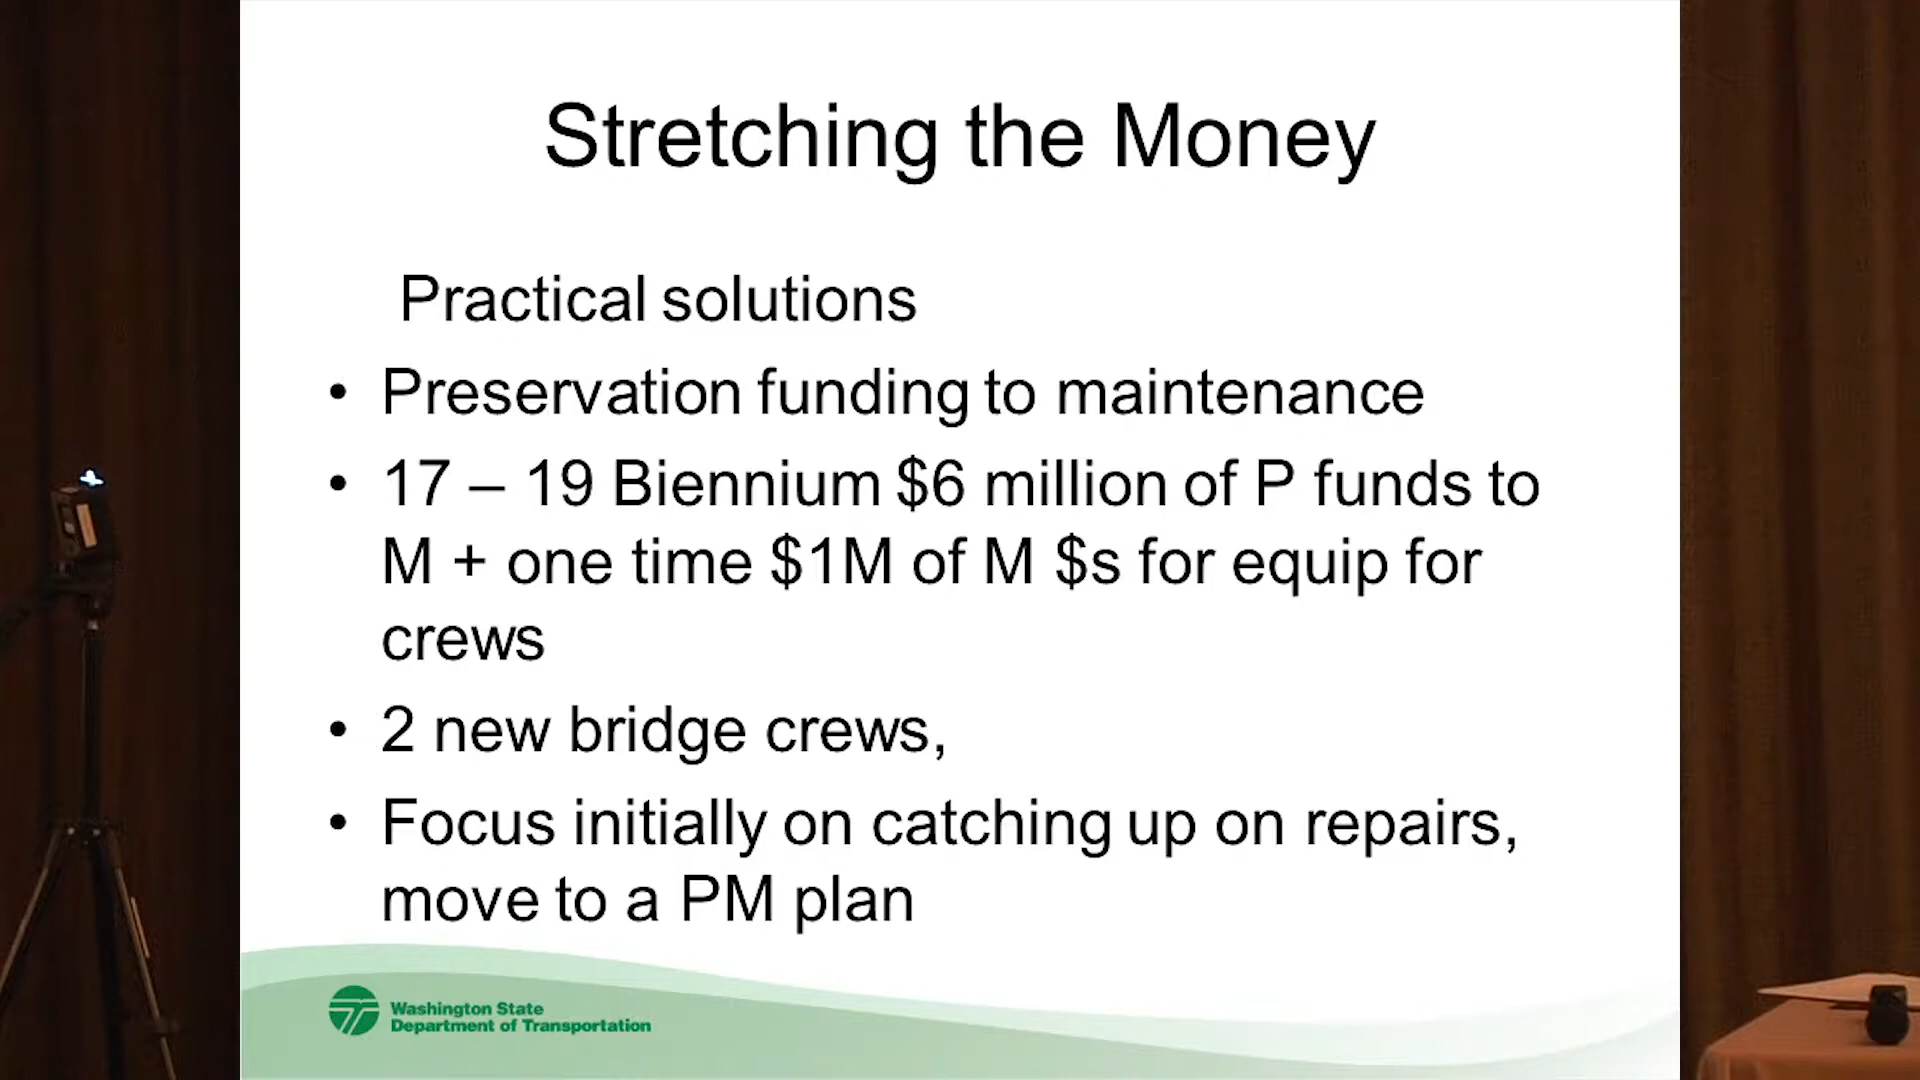 Stretching the Money
Practical solutions
• Preservation funding to maintenance
• 17 – 19 Biennium $6 million of P funds to
M + one time $1M of M $s for equip for
crews
• 2 new bridge crews,
• Focus initially on catching up on repairs,
move to a PM plan
Washington State
Department of Transportation